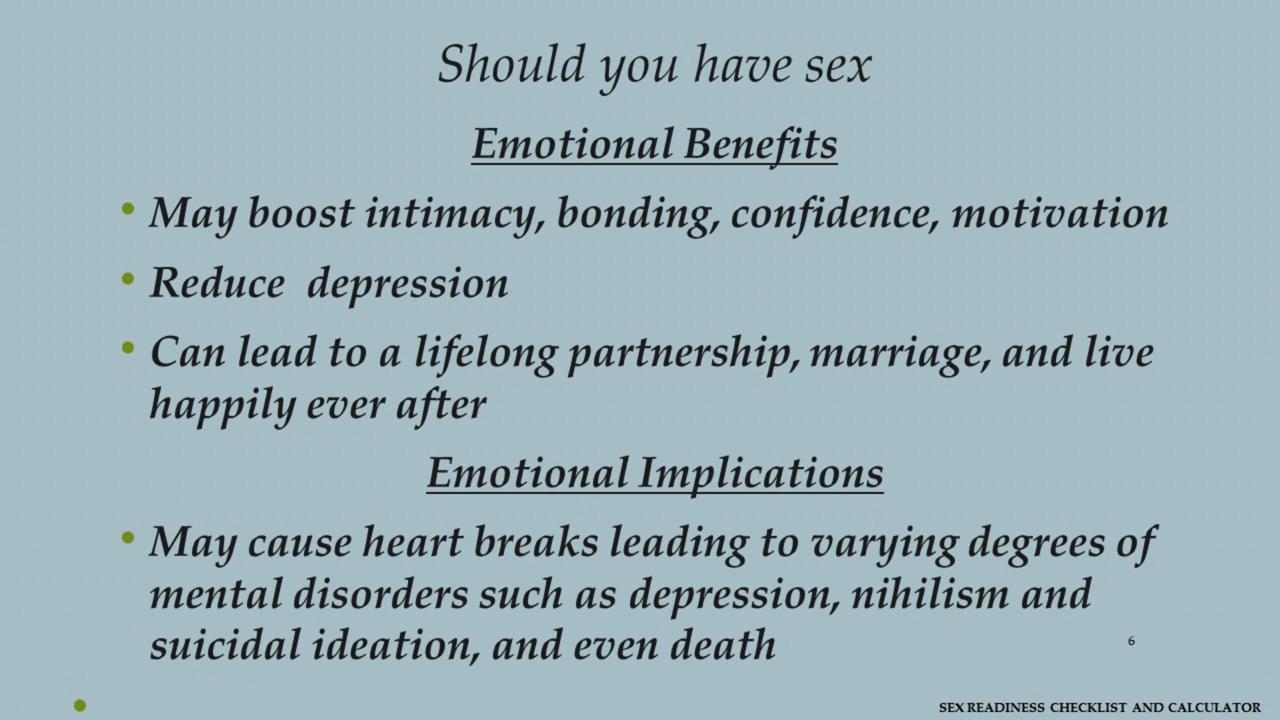 Should you have sex
Emotional Benefits
• May boost intimacy, bonding, confidence, motivation
• Reduce  depression
• Can lead to a lifelong partnership, marriage, and live
happily ever after
Emotional Implications
• May cause heart breaks leading to varying degrees of
mental disorders such as depression, nihilism and
suicidal ideation, and even death
6
SEX READINESS CHECKLIST AND CALCULATOR